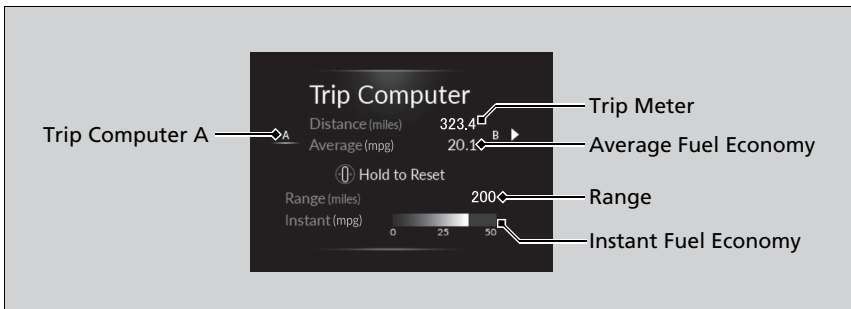 Trip Computer
Distance (miles) 323.4
Average (mpg) 20.1
A
B
Hold to Reset
Range (miles) 200
Instant (mpg)
0 25 50
Trip Computer A
Trip Meter
Average Fuel Economy
Range
Instant Fuel Economy